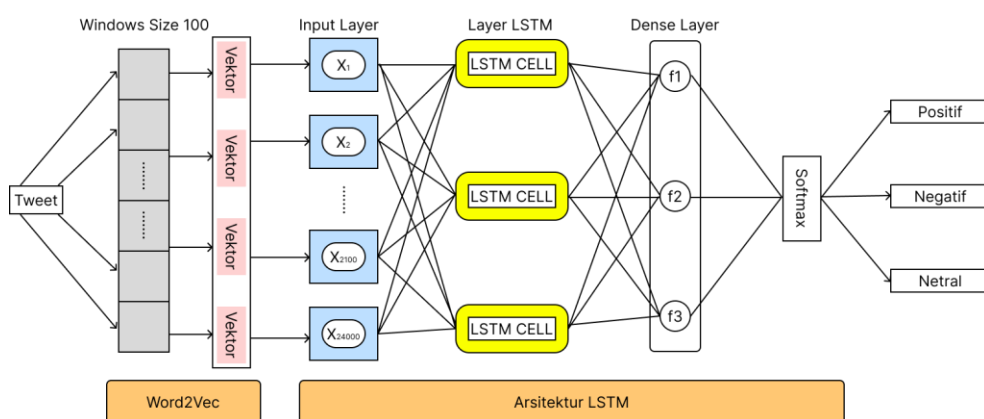 Windows Size 100
Input Layer
Layer LSTM
Dense Layer
Tweet
......
......
Vektor
Vektor
Vektor
Vektor
X1
X2
......
X2100
X24000
LSTM CELL
LSTM CELL
LSTM CELL
f1
f2
f3
Softmax
Positif
Negatif
Netral
Word2Vec
Arsitektur LSTM